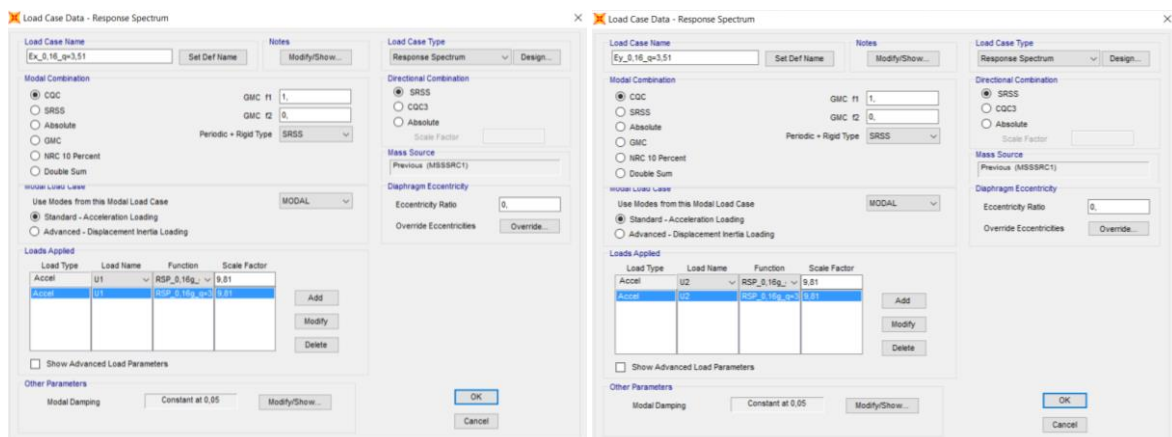 Load Case Data - Response Spectrum
Load Case Name
Ex_0,16_q=3,51
Set Def Name
Notes
Modify/Show...
Load Case Type
Response Spectrum
Design...
Modal Combination
CQC
SRSS
Absolute
GMC
NRC 10 Percent
Double Sum
GMC f1 1,
GMC f2 0,
Periodic + Rigid Type SRSS
Directional Combination
SRSS
CQC3
Absolute
Scale Factor
Mass Source
Previous (MSSSRC1)
Modal Load Case
Use Modes from this Modal Load Case MODAL
Standard - Acceleration Loading
Advanced - Displacement Inertia Loading
Diaphragm Eccentricity
Eccentricity Ratio 0,
Override Eccentricities Override...
Loads Applied
Load Type Load Name Function Scale Factor
Accel U1 RSP_0,16g_ 9,81
Accel U1 RSP_0,16g_q=3 9,81
Add
Modify
Delete
Show Advanced Load Parameters
Other Parameters
Modal Damping Constant at 0,05 Modify/Show...
OK
Cancel
Load Case Data - Response Spectrum
Load Case Name
Ey_0,16_q=3,51
Set Def Name
Notes
Modify/Show...
Load Case Type
Response Spectrum
Design...
Modal Combination
CQC
SRSS
Absolute
GMC
NRC 10 Percent
Double Sum
GMC f1 1,
GMC f2 0,
Periodic + Rigid Type SRSS
Directional Combination
SRSS
CQC3
Absolute
Scale Factor
Mass Source
Previous (MSSSRC1)
Modal Load Case
Use Modes from this Modal Load Case MODAL
Standard - Acceleration Loading
Advanced - Displacement Inertia Loading
Diaphragm Eccentricity
Eccentricity Ratio 0,
Override Eccentricities Override...
Loads Applied
Load Type Load Name Function Scale Factor
Accel U2 RSP_0,16g_ 9,81
Accel U2 RSP_0,16g_q=3 9,81
Add
Modify
Delete
Show Advanced Load Parameters
Other Parameters
Modal Damping Constant at 0,05 Modify/Show...
OK
Cancel